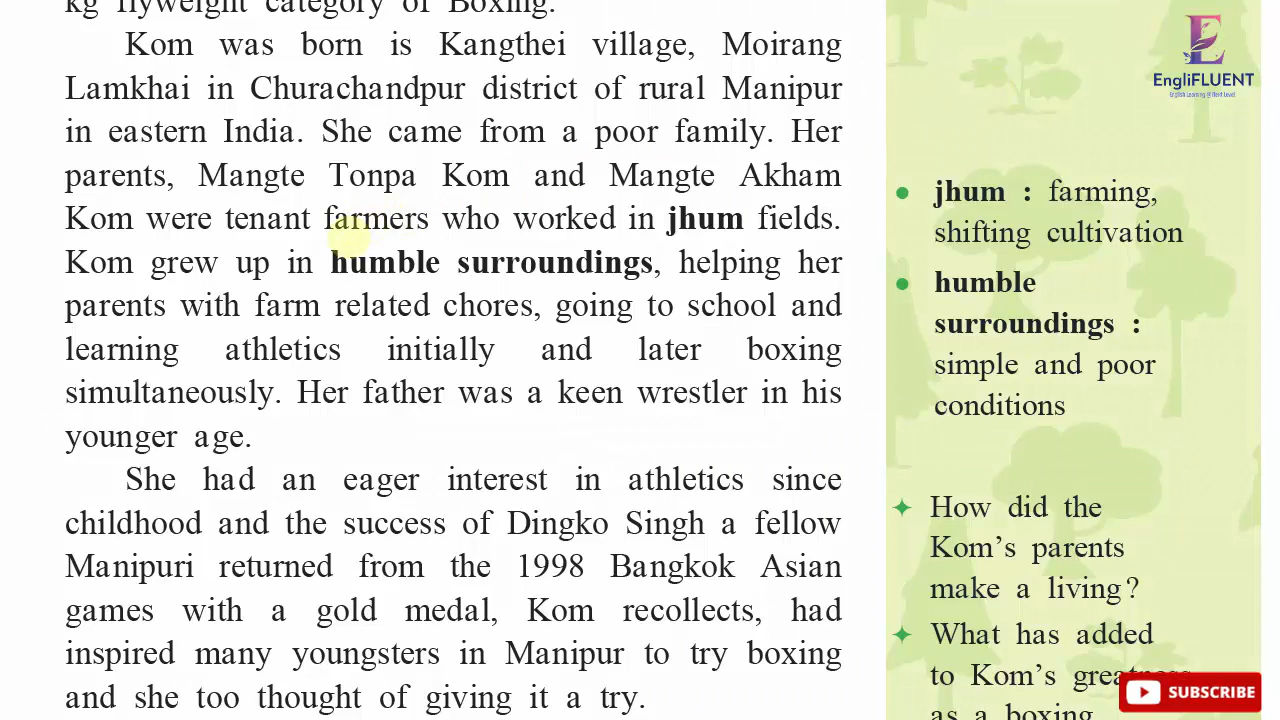 kg flyweight category of Boxing.
Kom was born is Kangthei village, Moirang
Lamkhai in Churachandpur district of rural Manipur
in eastern India. She came from a poor family. Her
parents, Mangte Tonpa Kom and Mangte Akham
Kom were tenant farmers who worked in jhum fields.
Kom grew up in humble surroundings, helping her
parents with farm related chores, going to school and
learning athletics initially and later boxing
simultaneously. Her father was a keen wrestler in his
younger age.
She had an eager interest in athletics since
childhood and the success of Dingko Singh a fellow
Manipuri returned from the 1998 Bangkok Asian
games with a gold medal, Kom recollects, had
inspired many youngsters in Manipur to try boxing
and she too thought of giving it a try.
EngliFLUENT
English Learning @ Next Level
• jhum : farming,
shifting cultivation
• humble
surroundings :
simple and poor
conditions
✦ How did the
Kom's parents
make a living?
✦ What has added
to Kom's greatness
as a boxing
SUBSCRIBE